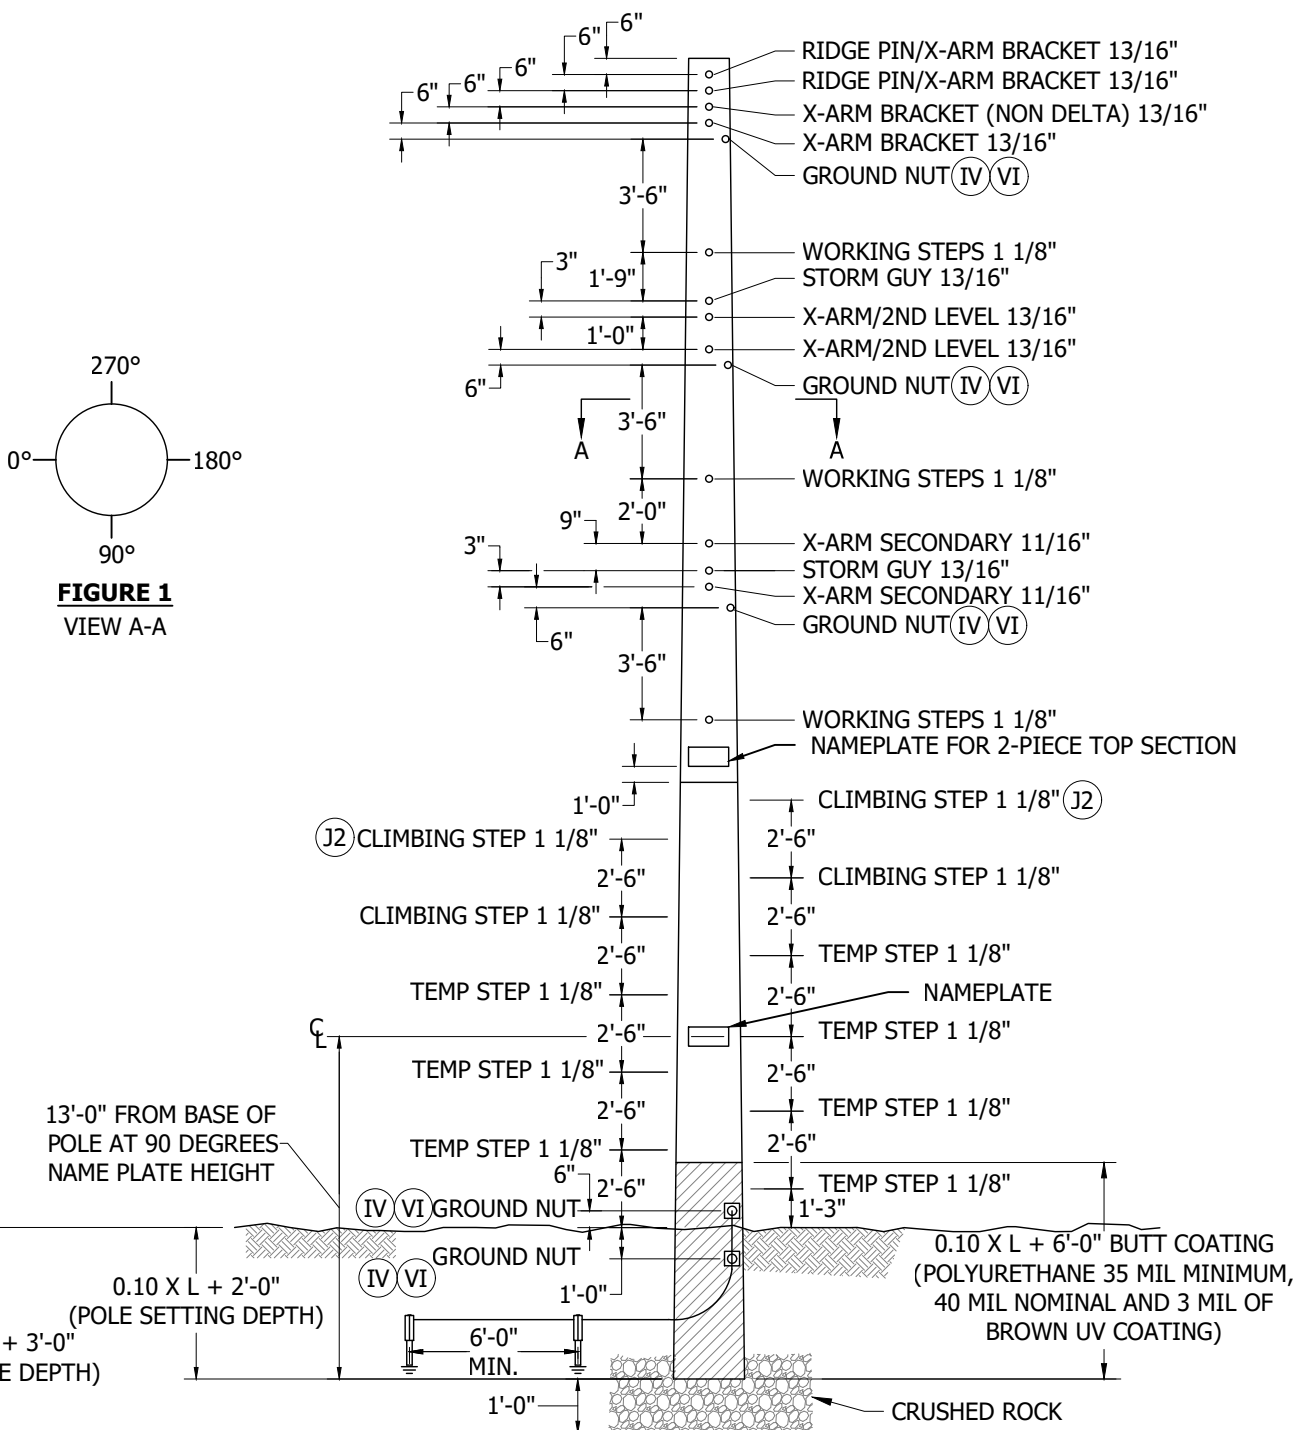 6"
6"
6"
6"
6"
RIDGE PIN/X-ARM BRACKET 13/16"
RIDGE PIN/X-ARM BRACKET 13/16"
X-ARM BRACKET (NON DELTA) 13/16"
X-ARM BRACKET 13/16"
GROUND NUT IV VI
3'-6"
WORKING STEPS 1 1/8"
3"
1'-9"
STORM GUY 13/16"
X-ARM/2ND LEVEL 13/16"
1'-0"
X-ARM/2ND LEVEL 13/16"
6"
GROUND NUT IV VI
3'-6"
A A
270°
0° 180°
90°
FIGURE 1
VIEW A-A
WORKING STEPS 1 1/8"
2'-0"
9"
X-ARM SECONDARY 11/16"
3"
STORM GUY 13/16"
X-ARM SECONDARY 11/16"
GROUND NUT IV VI
6"
3'-6"
WORKING STEPS 1 1/8"
NAMEPLATE FOR 2-PIECE TOP SECTION
1'-0"
CLIMBING STEP 1 1/8" J2
J2 CLIMBING STEP 1 1/8"
2'-6"
2'-6"
CLIMBING STEP 1 1/8"
CLIMBING STEP 1 1/8"
2'-6"
2'-6"
TEMP STEP 1 1/8"
TEMP STEP 1 1/8"
2'-6"
NAMEPLATE
CL
2'-6"
TEMP STEP 1 1/8"
TEMP STEP 1 1/8"
2'-6"
2'-6"
TEMP STEP 1 1/8"
13'-0" FROM BASE OF
POLE AT 90 DEGREES
NAME PLATE HEIGHT
TEMP STEP 1 1/8"
2'-6"
6"
2'-6"
TEMP STEP 1 1/8"
1'-3"
IV VI GROUND NUT
GROUND NUT
IV VI
1'-0"
0.10 X L + 2'-0"
(POLE SETTING DEPTH)
0.10 X L + 6'-0" BUTT COATING
(POLYURETHANE 35 MIL MINIMUM,
40 MIL NOMINAL AND 3 MIL OF
BROWN UV COATING)
+ 3'-0"
DEPTH)
6'-0"
MIN.
1'-0"
CRUSHED ROCK